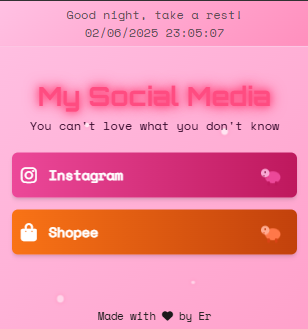 Good night, take a rest!
02/06/2025 23:05:07
My Social Media
You can't love what you don't know
Instagram
Shopee
Made with ❤ by Er